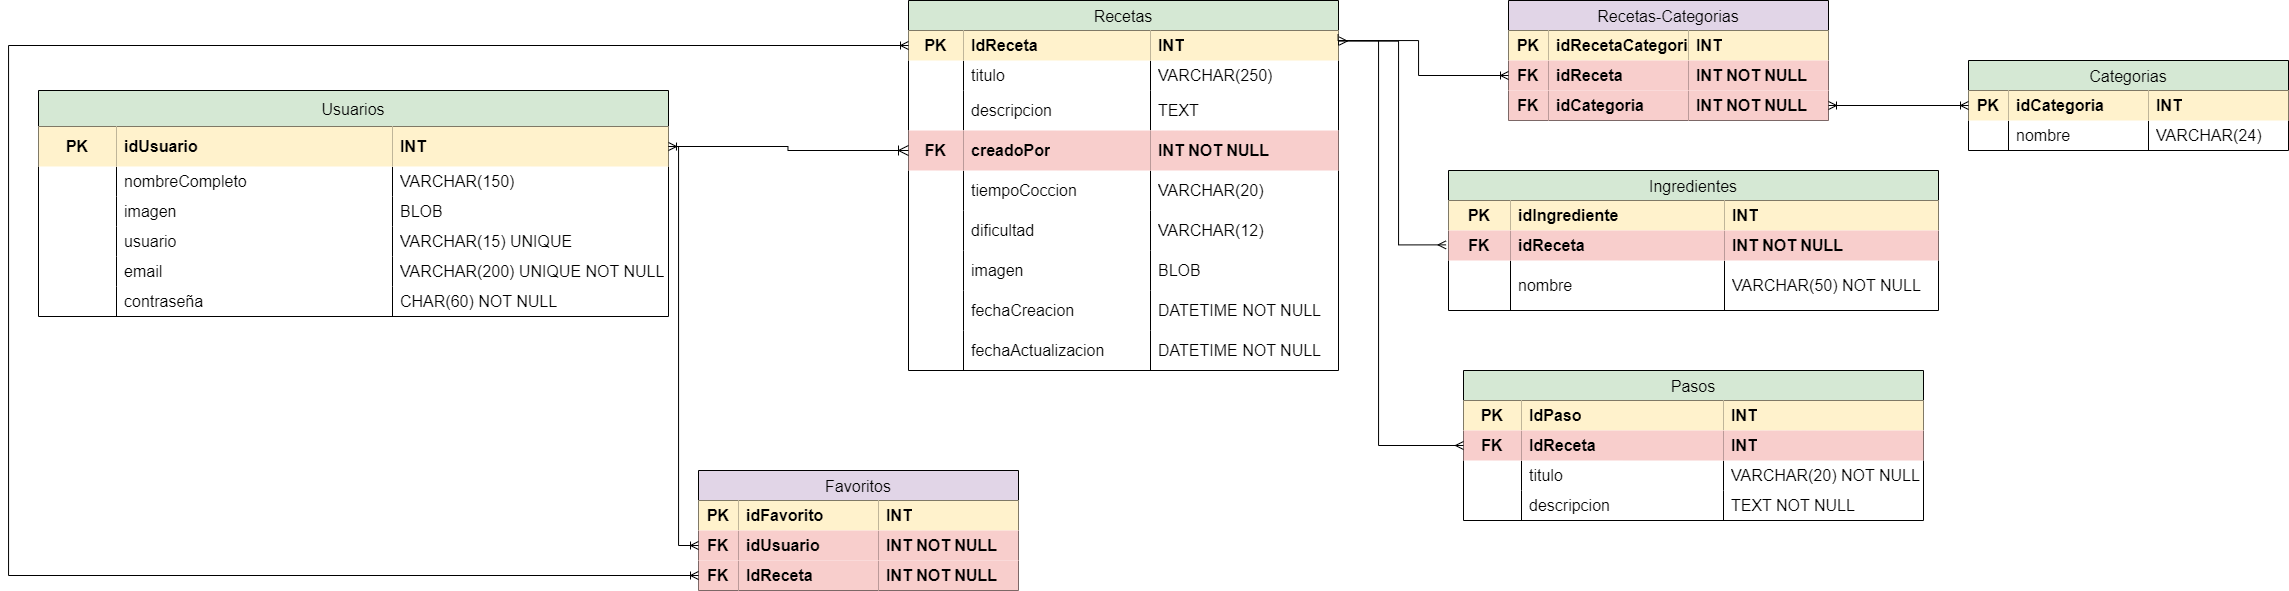 Usuarios
PK idUsuario INT
nombreCompleto VARCHAR(150)
imagen BLOB
usuario VARCHAR(15) UNIQUE
email VARCHAR(200) UNIQUE NOT NULL
contraseña CHAR(60) NOT NULL
Recetas
PK IdReceta INT
titulo VARCHAR(250)
descripcion TEXT
FK creadoPor INT NOT NULL
tiempoCoccion VARCHAR(20)
dificultad VARCHAR(12)
imagen BLOB
fechaCreacion DATETIME NOT NULL
fechaActualizacion DATETIME NOT NULL
Favoritos
PK idFavorito INT
FK idUsuario INT NOT NULL
FK IdReceta INT NOT NULL
Recetas-Categorias
PK idRecetaCategori INT
FK idReceta INT NOT NULL
FK idCategoria INT NOT NULL
Categorias
PK idCategoria INT
nombre VARCHAR(24)
Ingredientes
PK idIngrediente INT
FK idReceta INT NOT NULL
nombre VARCHAR(50) NOT NULL
Pasos
PK IdPaso INT
FK IdReceta INT
titulo VARCHAR(20) NOT NULL
descripcion TEXT NOT NULL